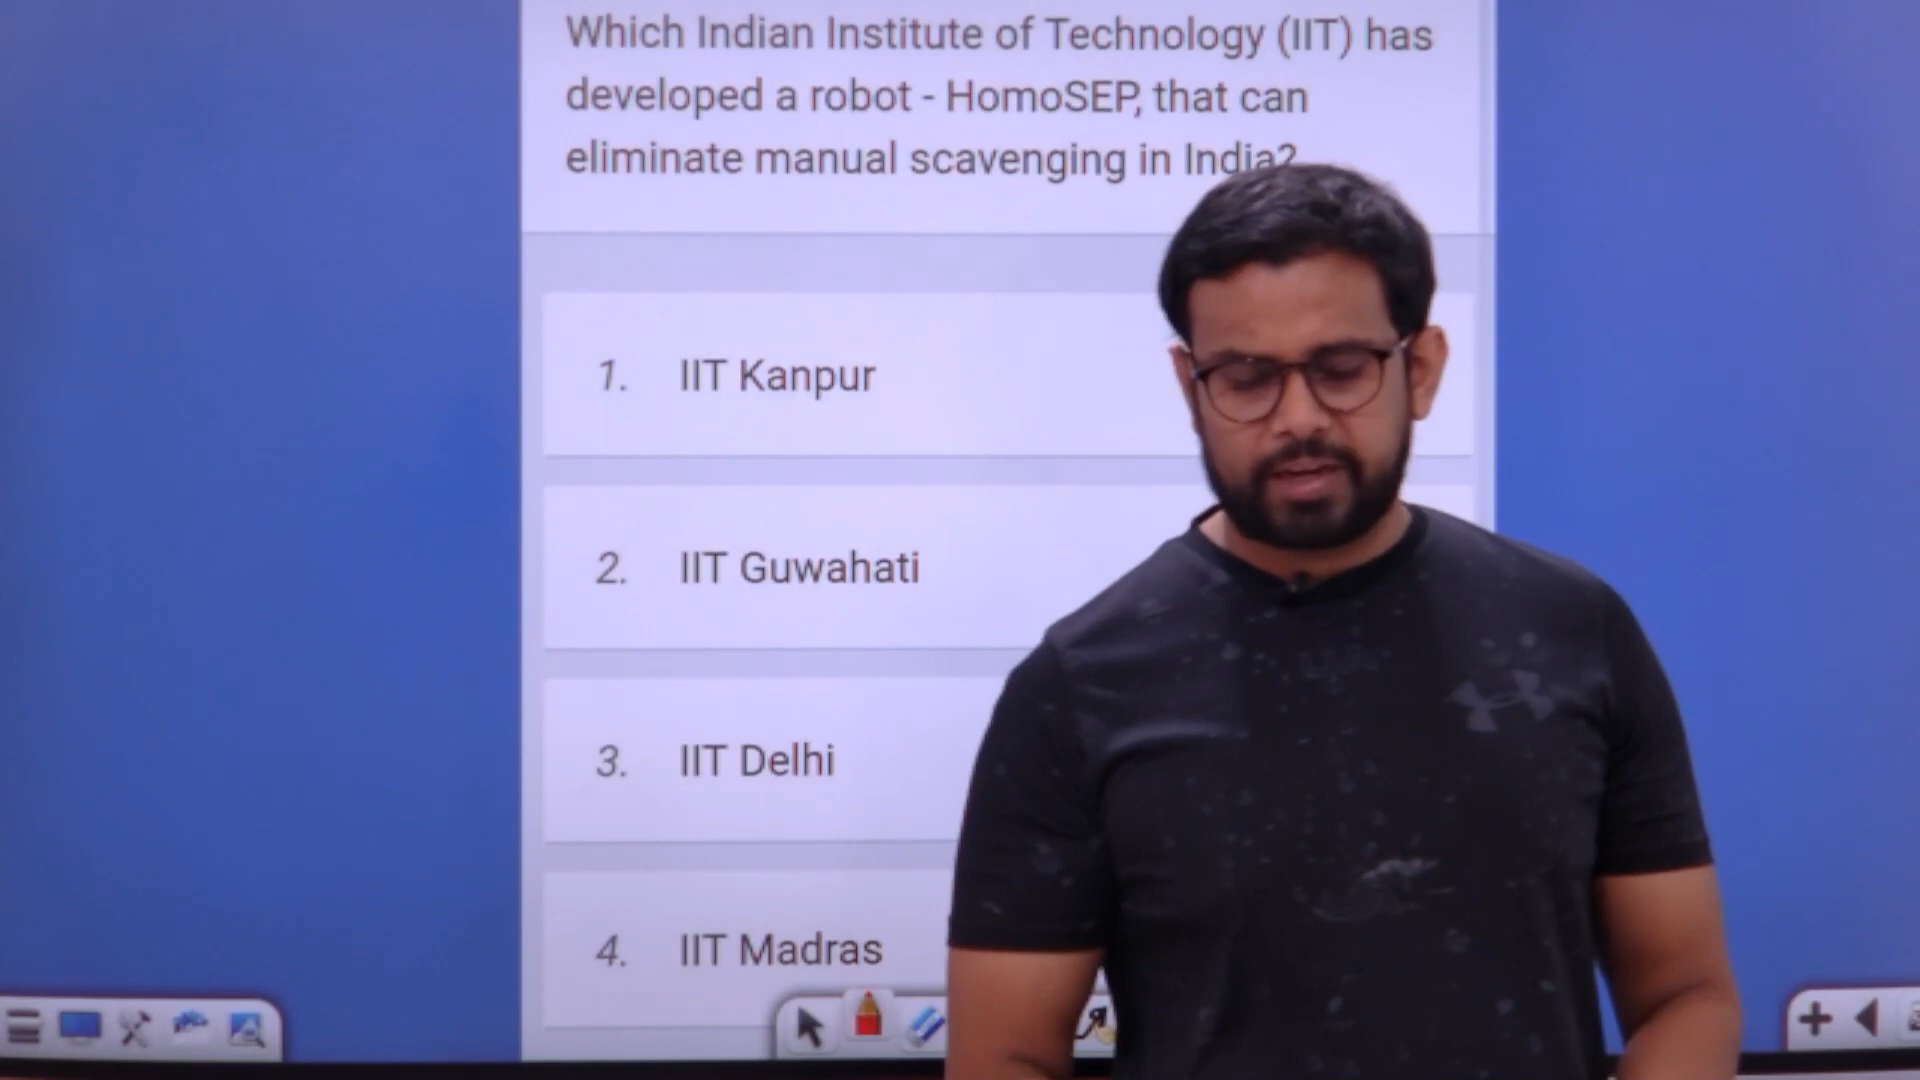 Which Indian Institute of Technology (IIT) has
developed a robot - HomoSEP, that can
eliminate manual scavenging in India?
1. IIT Kanpur
2. IIT Guwahati
3. IIT Delhi
4. IIT Madras